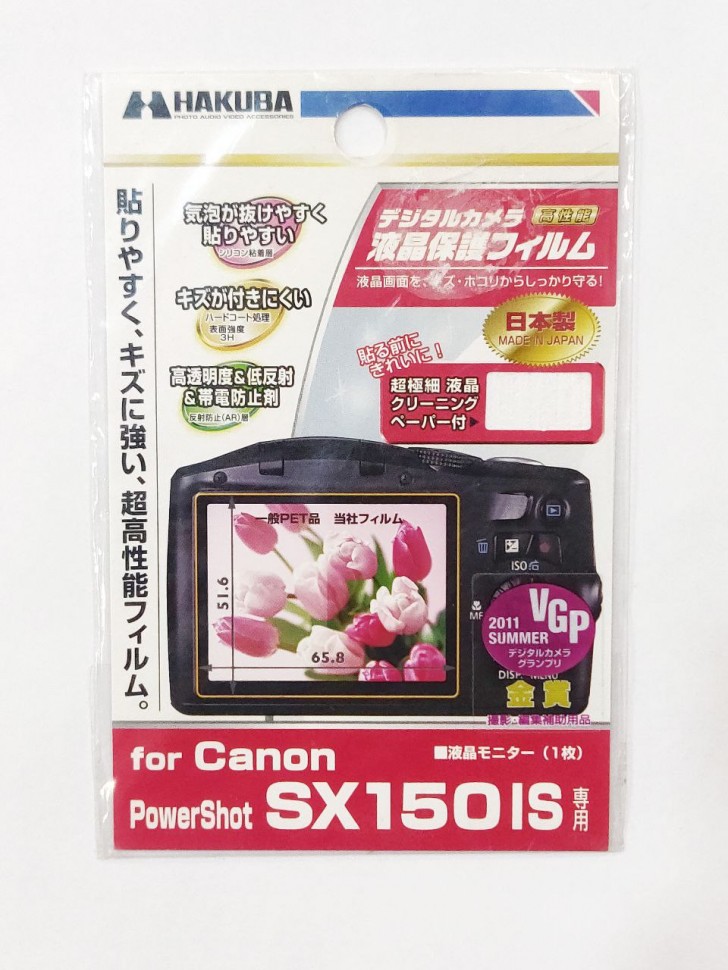 HAKUBA
PHOTO AUDIO VIDEO ACCESSORIES
貼りやすく、キズに強い、超高性能フィルム。
気泡が抜けやすく
貼りやすい
シリコン粘着層
キズが付きにくい
ハードコート処理
表面強度
3H
高透明度&低反射
&帯電防止剤
反射防止(AR)層
デジタルカメラ 高性能
液晶保護フィルム
液晶画面を、キズ・ホコリからしっかり守る!
日本製
MADE IN JAPAN
貼る前に
きれいに!
超極細 液晶
クリーニング
ペーパー付▶
一般PET品 当社フィルム
51.6
65.8
ISO
MF
DISP. MENU
2011 VGP
SUMMER
デジタルカメラ
グランプリ
金賞
撮影・編集補助用品
for Canon
■液晶モニター(1枚)
PowerShot SX150 IS 専用